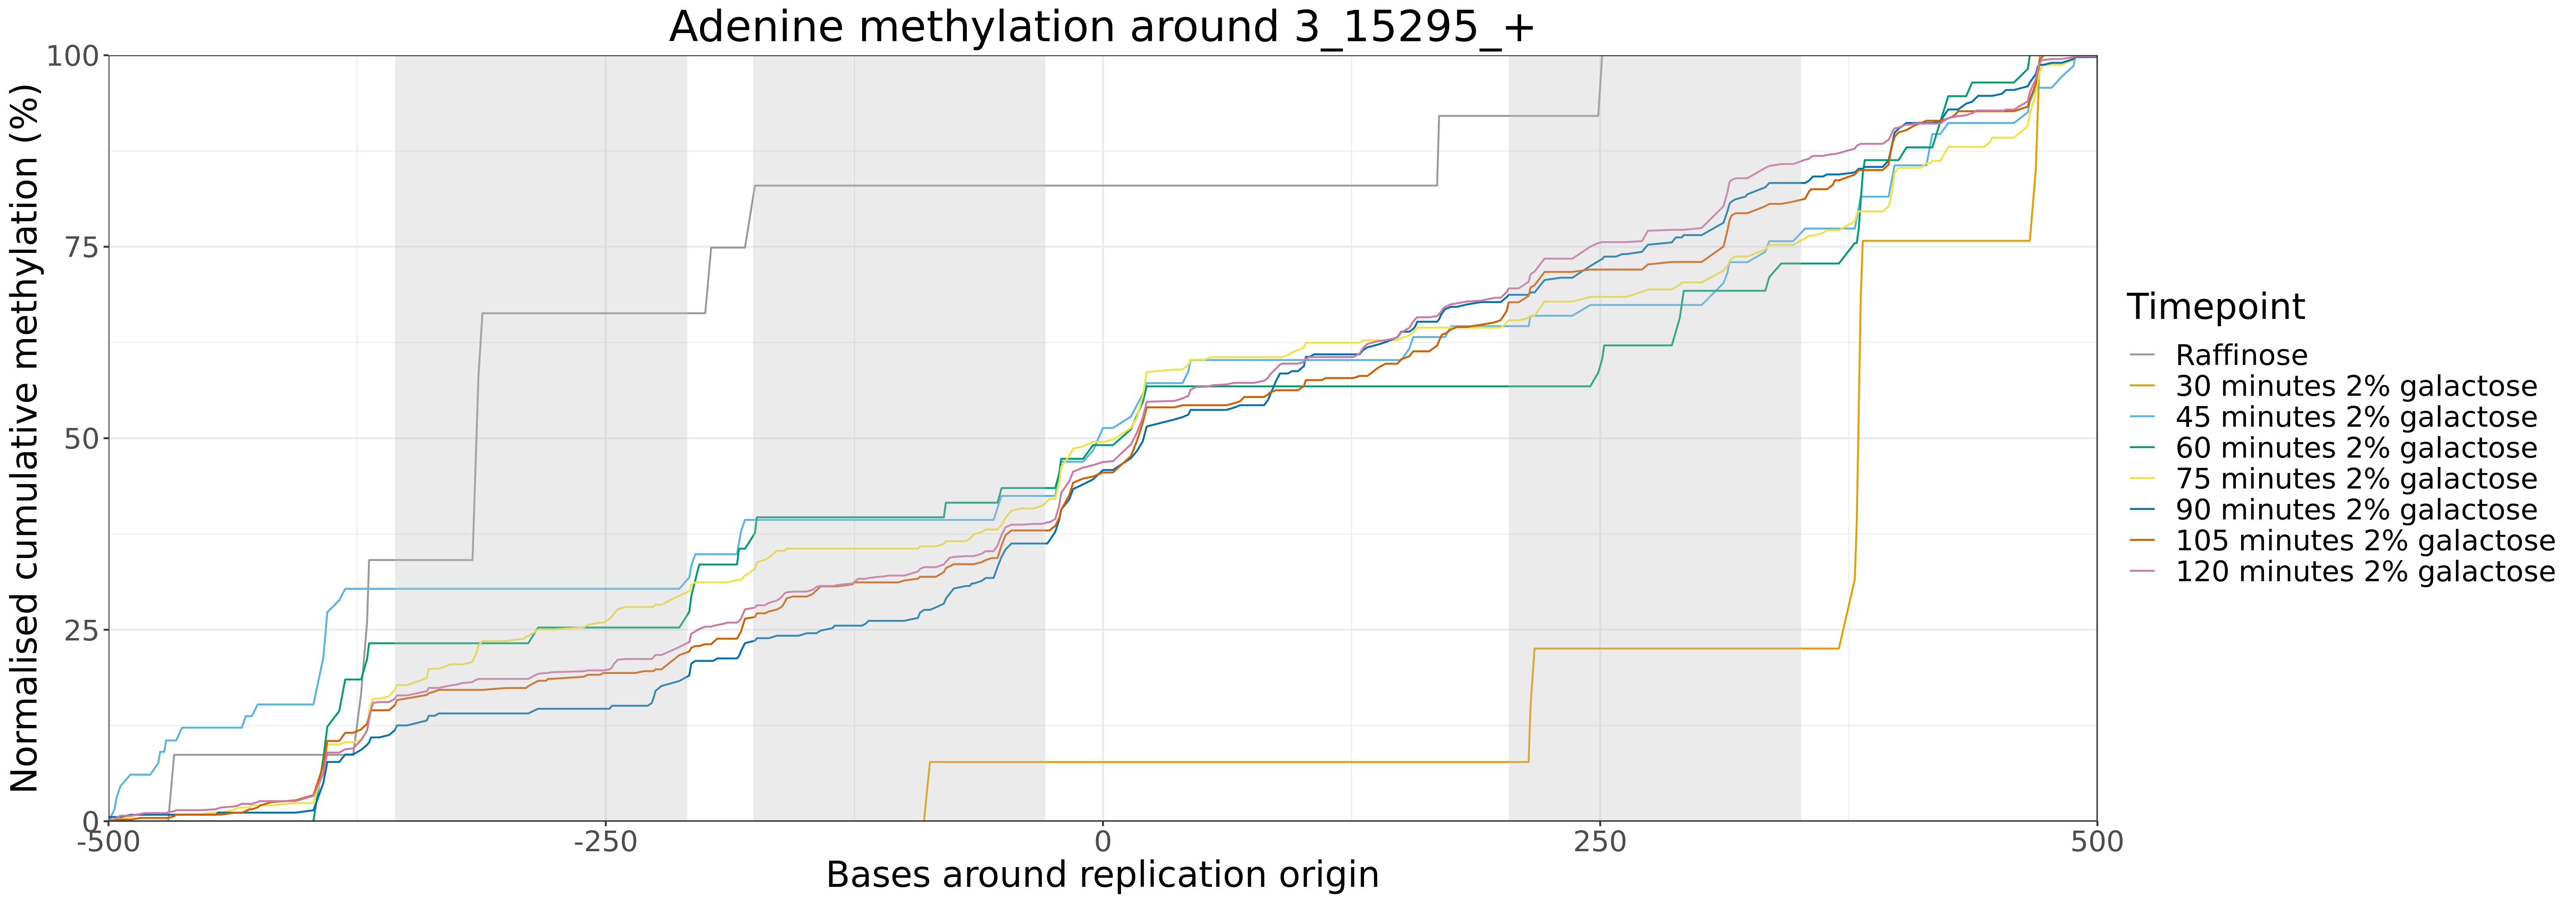 Adenine methylation around 3_15295_+
Normalised cumulative methylation (%)
100
75
50
25
0
-500
-250
0
250
500
Bases around replication origin
Timepoint
Raffinose
30 minutes 2% galactose
45 minutes 2% galactose
60 minutes 2% galactose
75 minutes 2% galactose
90 minutes 2% galactose
105 minutes 2% galactose
120 minutes 2% galactose